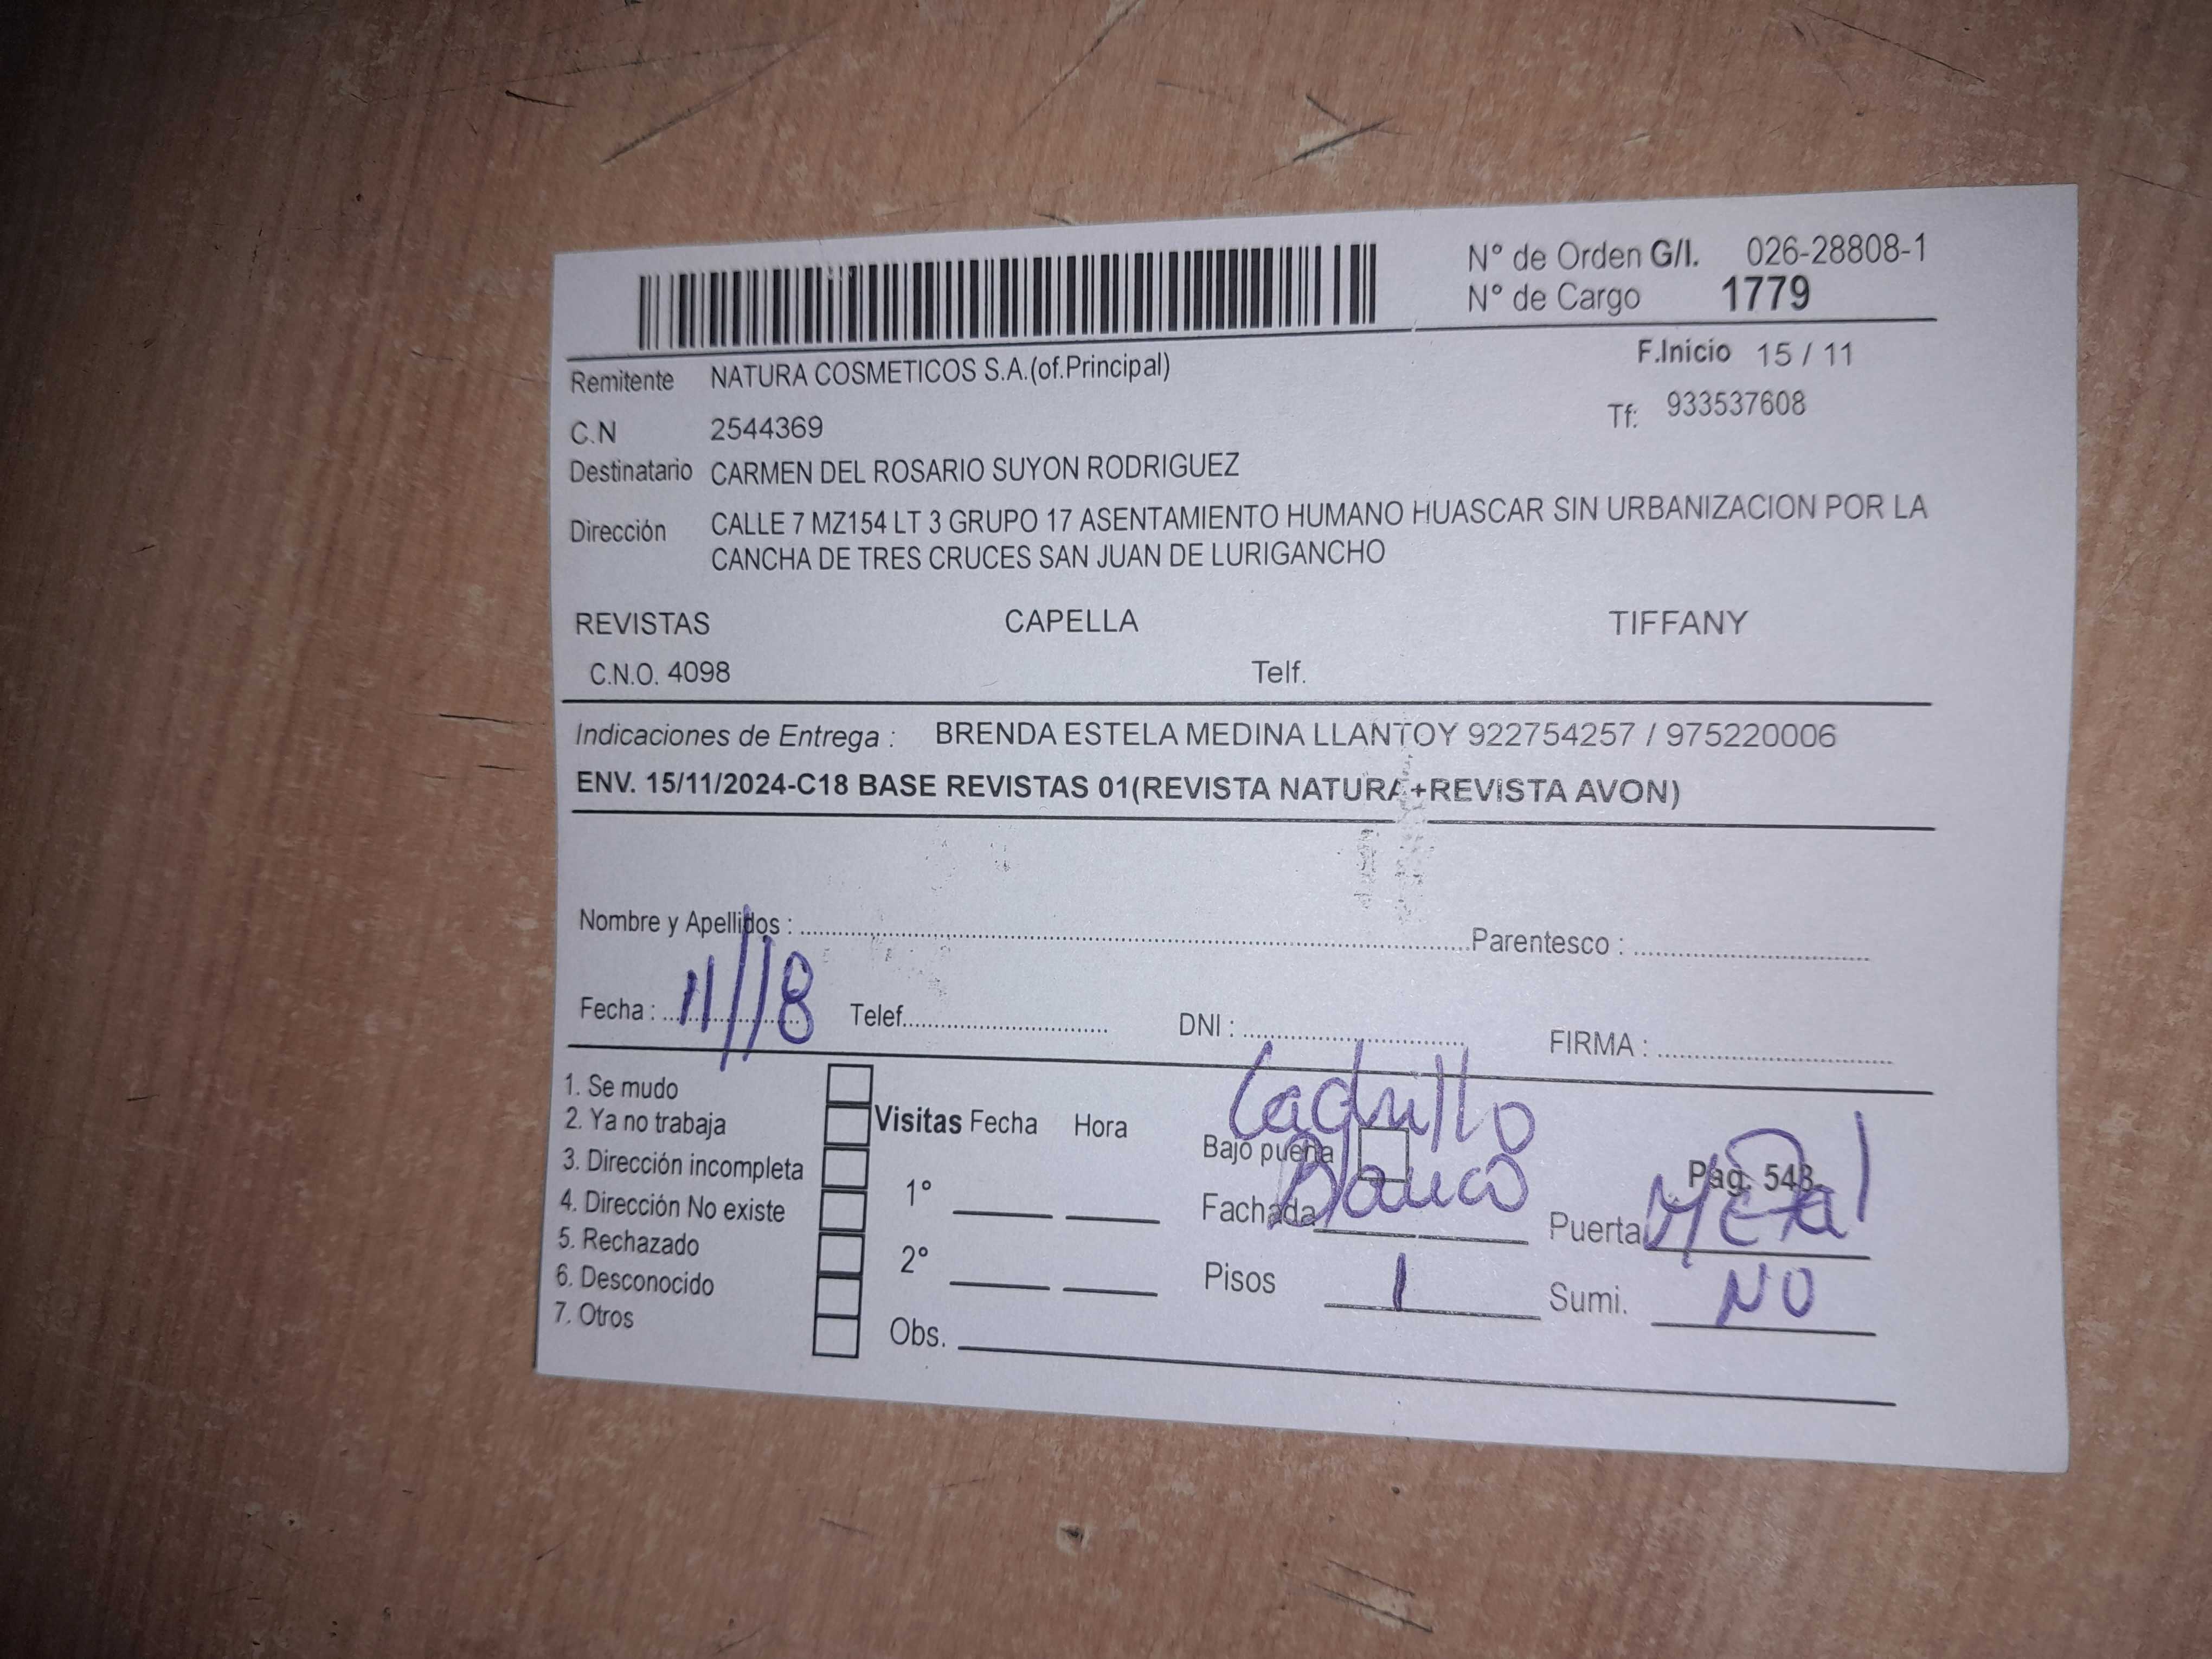 N° de Orden G/I. 026-28808-1
N° de Cargo 1779
F.Inicio 15 / 11
Remitente NATURA COSMETICOS S.A.(of.Principal)
Tf: 933537608
C.N 2544369
Destinatario CARMEN DEL ROSARIO SUYON RODRIGUEZ
Dirección CALLE 7 MZ154 LT 3 GRUPO 17 ASENTAMIENTO HUMANO HUASCAR SIN URBANIZACION POR LA
CANCHA DE TRES CRUCES SAN JUAN DE LURIGANCHO
REVISTAS CAPELLA TIFFANY
C.N.O. 4098 Telf.
Indicaciones de Entrega : BRENDA ESTELA MEDINA LLANTOY 922754257 / 975220006
ENV. 15/11/2024-C18 BASE REVISTAS 01(REVISTA NATURA+REVISTA AVON)
Nombre y Apellidos : Parentesco :
Fecha : 11/18 Telef. DNI : FIRMA :
1. Se mudo
2. Ya no trabaja
3. Dirección incompleta
4. Dirección No existe
5. Rechazado
6. Desconocido
7. Otros
Visitas Fecha Hora
1°
2°
Obs.
Ladrillo
Bajo puerta
Fachada Blanco
Pisos 1
Pag. 543
Puerta Metal
Sumi. NO